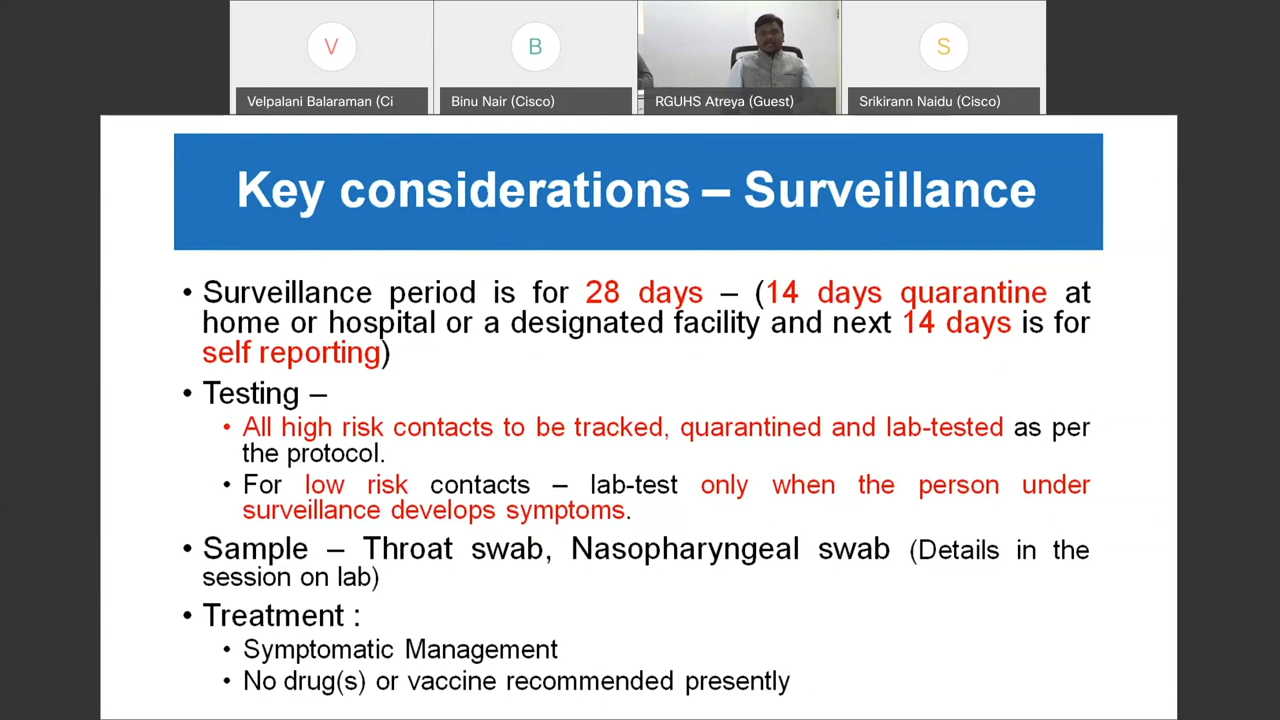 V
B
S
Velpalani Balaraman (Ci
Binu Nair (Cisco)
RGUHS Atreya (Guest)
Srikirann Naidu (Cisco)
Key considerations – Surveillance
• Surveillance period is for 28 days – (14 days quarantine at
home or hospital or a designated facility and next 14 days is for
self reporting)
• Testing –
• All high risk contacts to be tracked, quarantined and lab-tested as per
the protocol.
• For low risk contacts – lab-test only when the person under
surveillance develops symptoms.
• Sample – Throat swab, Nasopharyngeal swab (Details in the
session on lab)
• Treatment :
• Symptomatic Management
• No drug(s) or vaccine recommended presently